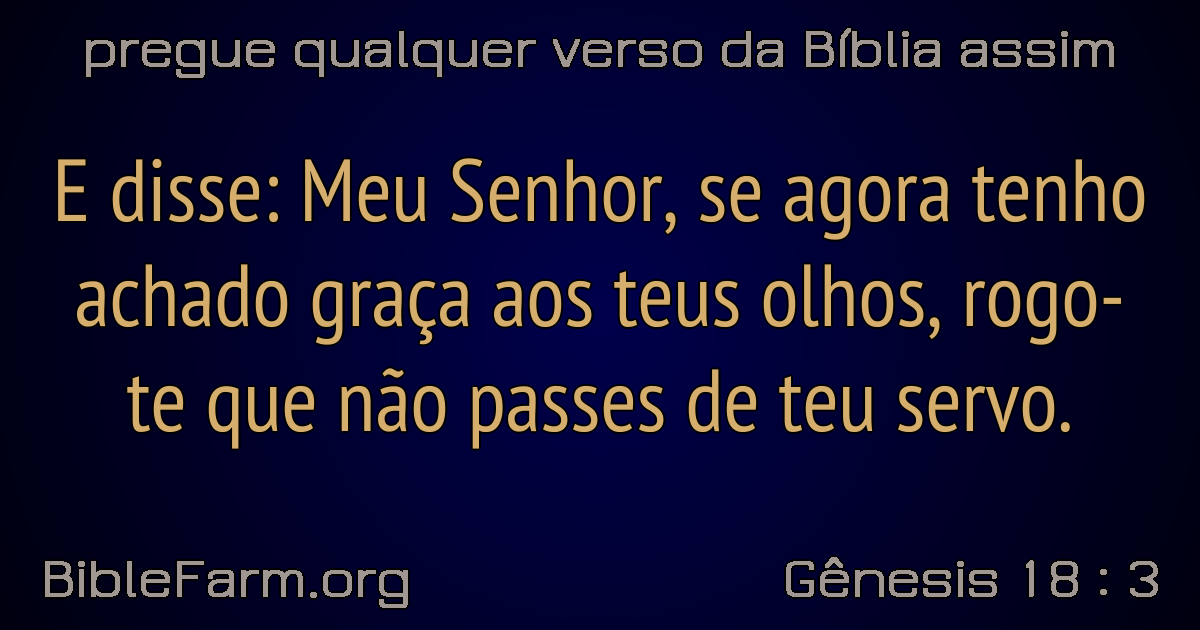 pregue qualquer verso da Bíblia assim
E disse: Meu Senhor, se agora tenho
achado graça aos teus olhos, rogo-
te que não passes de teu servo.
BibleFarm.org
Gênesis 18 : 3